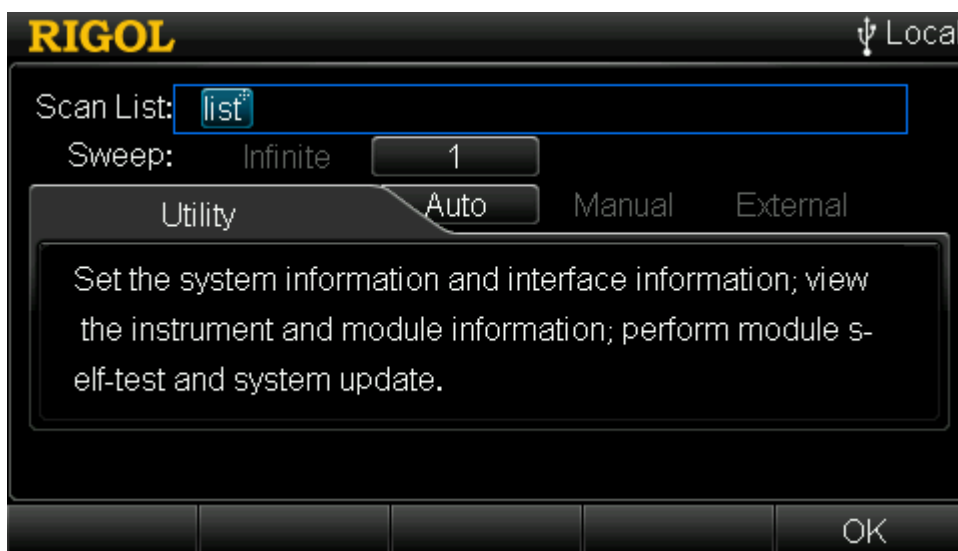 RIGOL Local
Scan List: list
Sweep: Infinite 1
Utility Auto Manual External
Set the system information and interface information; view
the instrument and module information; perform module s-
elf-test and system update.
OK